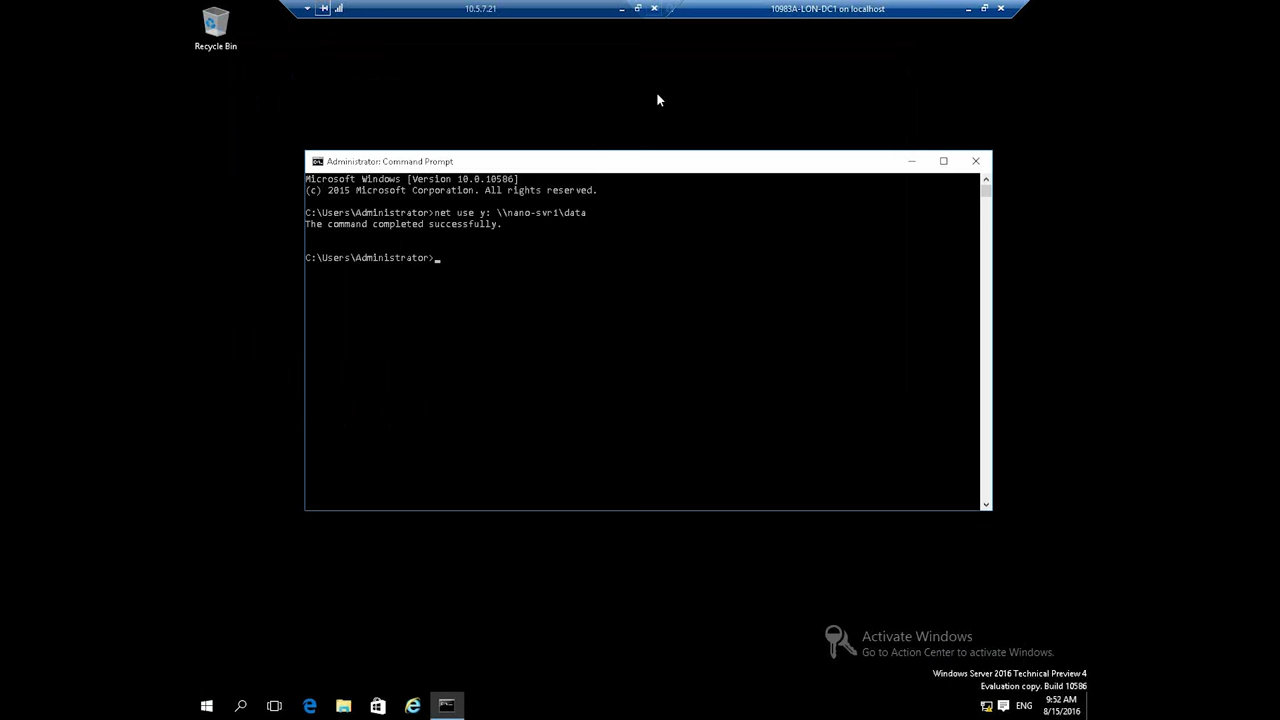 10.5.7.21
10983A-LON-DC1 on localhost
Recycle Bin
Administrator: Command Prompt
Microsoft Windows [Version 10.0.10586]
(c) 2015 Microsoft Corporation. All rights reserved.
C:\Users\Administrator>net use y: \\nano-svr1\data
The command completed successfully.
C:\Users\Administrator>_
Activate Windows
Go to Action Center to activate Windows.
Windows Server 2016 Technical Preview 4
Evaluation copy. Build 10586
9:52 AM
ENG
8/15/2016